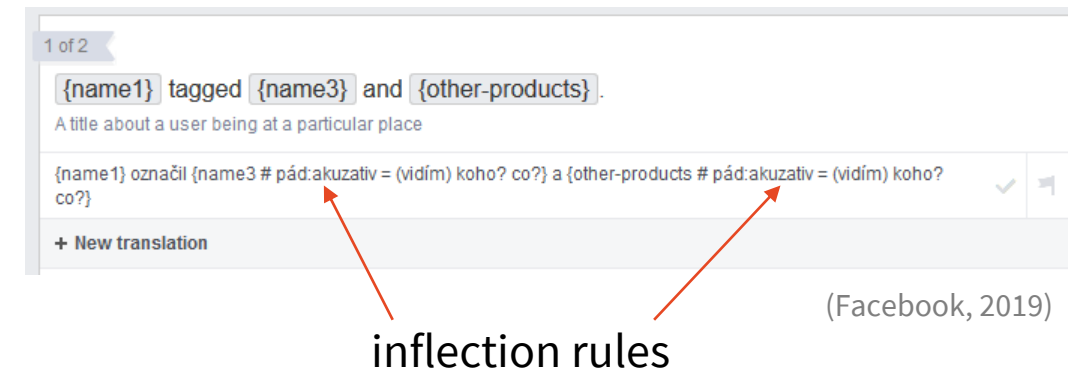 1 of 2
{name1} tagged {name3} and {other-products}.
A title about a user being at a particular place
{name1} označil {name3 # pád:akuzativ = (vidím) koho? co?} a {other-products # pád:akuzativ = (vidím) koho?
co?}
+ New translation
(Facebook, 2019)
inflection rules